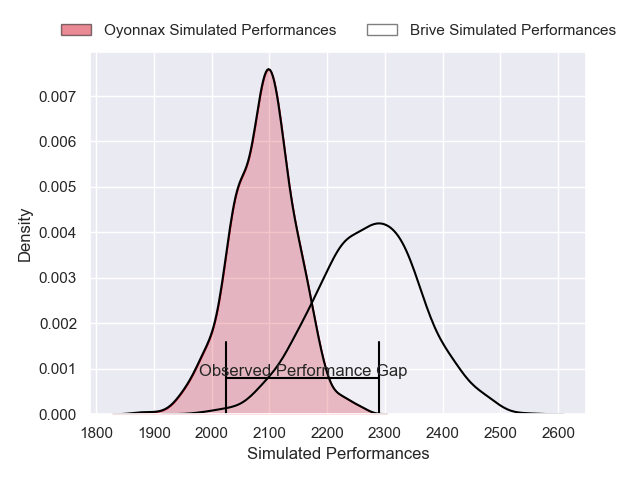 Oyonnax Simulated Performances
Brive Simulated Performances
0.007
0.006
0.005
0.004
0.003
0.002
0.001
0.000
Density
Observed Performance Gap
1800 1900 2000 2100 2200 2300 2400 2500 2600
Simulated Performances